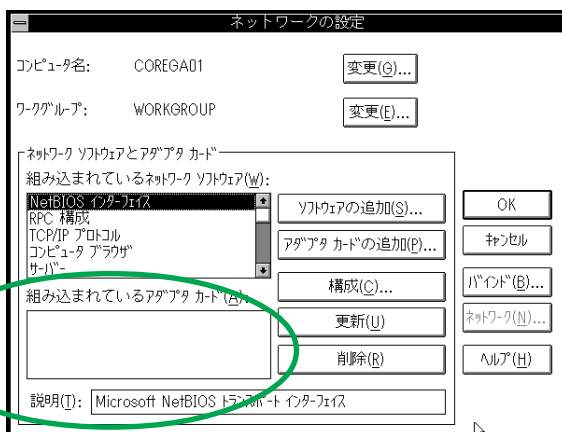 ネットワークの設定
コンピュータ名: COREGA01 変更(G)...
ワークグループ: WORKGROUP 変更(E)...
ネットワーク ソフトウェアとアダプタ カード
組み込まれているネットワーク ソフトウェア(W):
NetBIOS インターフェイス
RPC 構成
TCP/IP プロトコル
コンピュータ ブラウザ
サーバー
ソフトウェアの追加(S)... OK
アダプタ カードの追加(P)... キャンセル
組み込まれているアダプタ カード(A): 構成(C)... バインド(B)...
更新(U) ネットワーク(N)...
削除(R) ヘルプ(H)
説明(T): Microsoft NetBIOS トランスポート インターフェイス